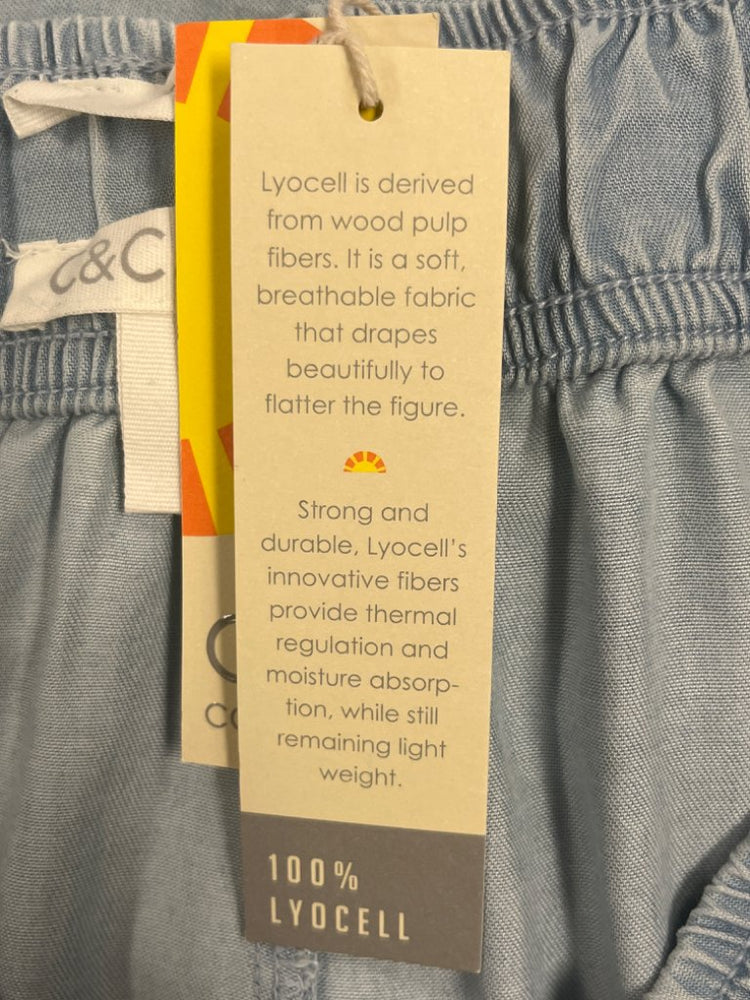 C&C
Lyocell is derived
from wood pulp
fibers. It is a soft,
breathable fabric
that drapes
beautifully to
flatter the figure.
Strong and
durable, Lyocell's
innovative fibers
provide thermal
regulation and
moisture absorp-
tion, while still
remaining light
weight.
100%
LYOCELL